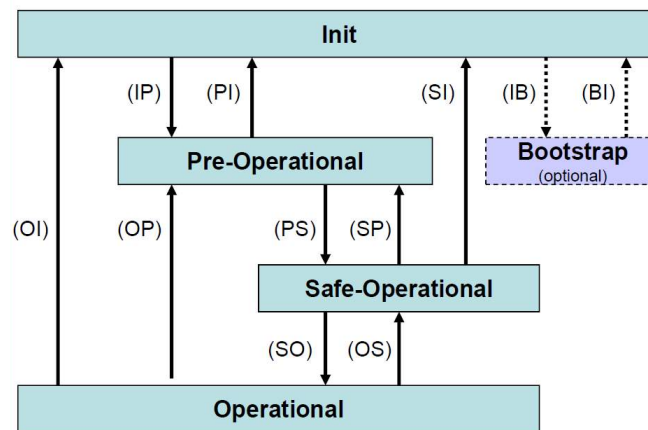 Init
(IP)
(PI)
(SI)
(IB)
(BI)
Pre-Operational
Bootstrap
(optional)
(OI)
(OP)
(PS)
(SP)
Safe-Operational
(SO)
(OS)
Operational